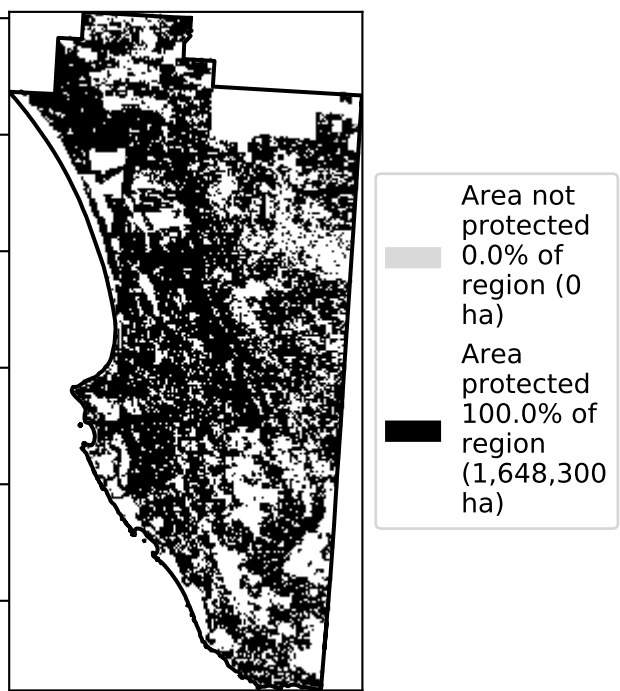 Area not
protected
0.0% of
region (0
ha)
Area
protected
100.0% of
region
(1,648,300
ha)